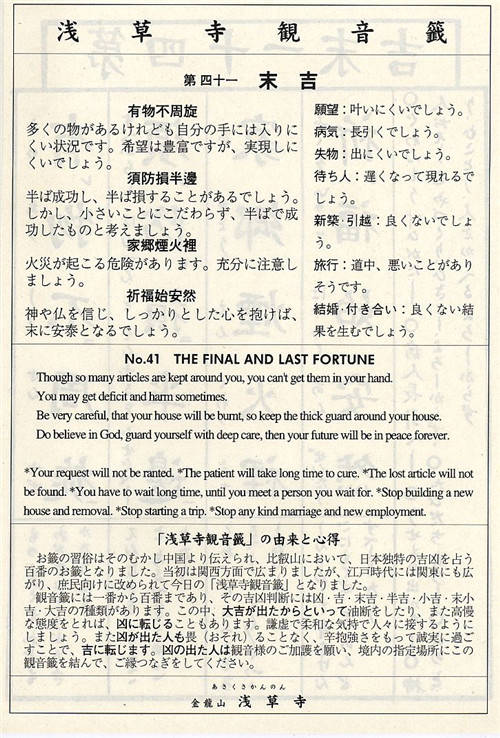 浅草寺観音籤
第四十一 末吉
有物不周旋
多くの物があるけれども自分の手には入りに
くい状況です。希望は豊富ですが、実現しに
くいでしょう。
須防損半邊
半ば成功し、半ば損することがあるでしょう。
しかし、小さいことにこだわらず、半ばで成
功したものと考えましょう。
家郷煙火裡
火災が起こる危険があります。充分に注意し
ましょう。
祈福始安然
神や仏を信じ、しっかりとした心を抱けば、
末に安泰となるでしょう。
願望：叶いにくいでしょう。
病気：長引くでしょう。
失物：出にくいでしょう。
待ち人：遅くなって現れるで
しょう。
新築・引越：良くないでしょ
う。
旅行：道中、悪いことがあり
そうです。
結婚・付き合い：良くない結
果を生むでしょう。
No.41 THE FINAL AND LAST FORTUNE
Though so many articles are kept around you, you can't get them in your hand.
You may get deficit and harm sometimes.
Be very careful, that your house will be burnt, so keep the thick guard around your house.
Do believe in God, guard yourself with deep care, then your future will be in peace forever.
*Your request will not be ranted. *The patient will take long time to cure. *The lost article will not
be found. *You have to wait long time, until you meet a person you wait for. *Stop building a new
house and removal. *Stop starting a trip. *Stop any kind marriage and new employment.
「浅草寺観音籤」の由来と心得
お籤の習俗はそのむかし中国より伝えられ、比叡山において、日本独特の吉凶を占う
百番のお籤となりました。当初は関西方面で広まりましたが、江戸時代には関東にも広
がり、庶民向けに改められて今日の「浅草寺観音籤」となりました。
観音籤には一番から百番まであり、その吉凶判断には凶・吉・末吉・半吉・小吉・末小
吉・大吉の7種類があります。この中、大吉が出たからといって油断をしたり、また高慢
な態度をとれば、凶に転じることもあります。謙虚で柔和な気持で人々に接するように
しましょう。また凶が出た人も畏（おそれ）ることなく、辛抱強さをもって誠実に過ご
すことで、吉に転じます。凶の出た人は観音様のご加護を願い、境内の指定場所にこの
観音籤を結んで、ご縁つなぎをしてください。
あさくさかんのん
金龍山 浅草寺